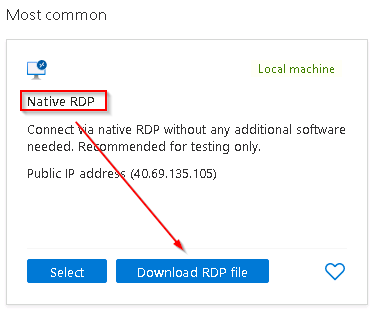 Most common
Local machine
Native RDP
Connect via native RDP without any additional software
needed. Recommended for testing only.
Public IP address (40.69.135.105)
Select
Download RDP file